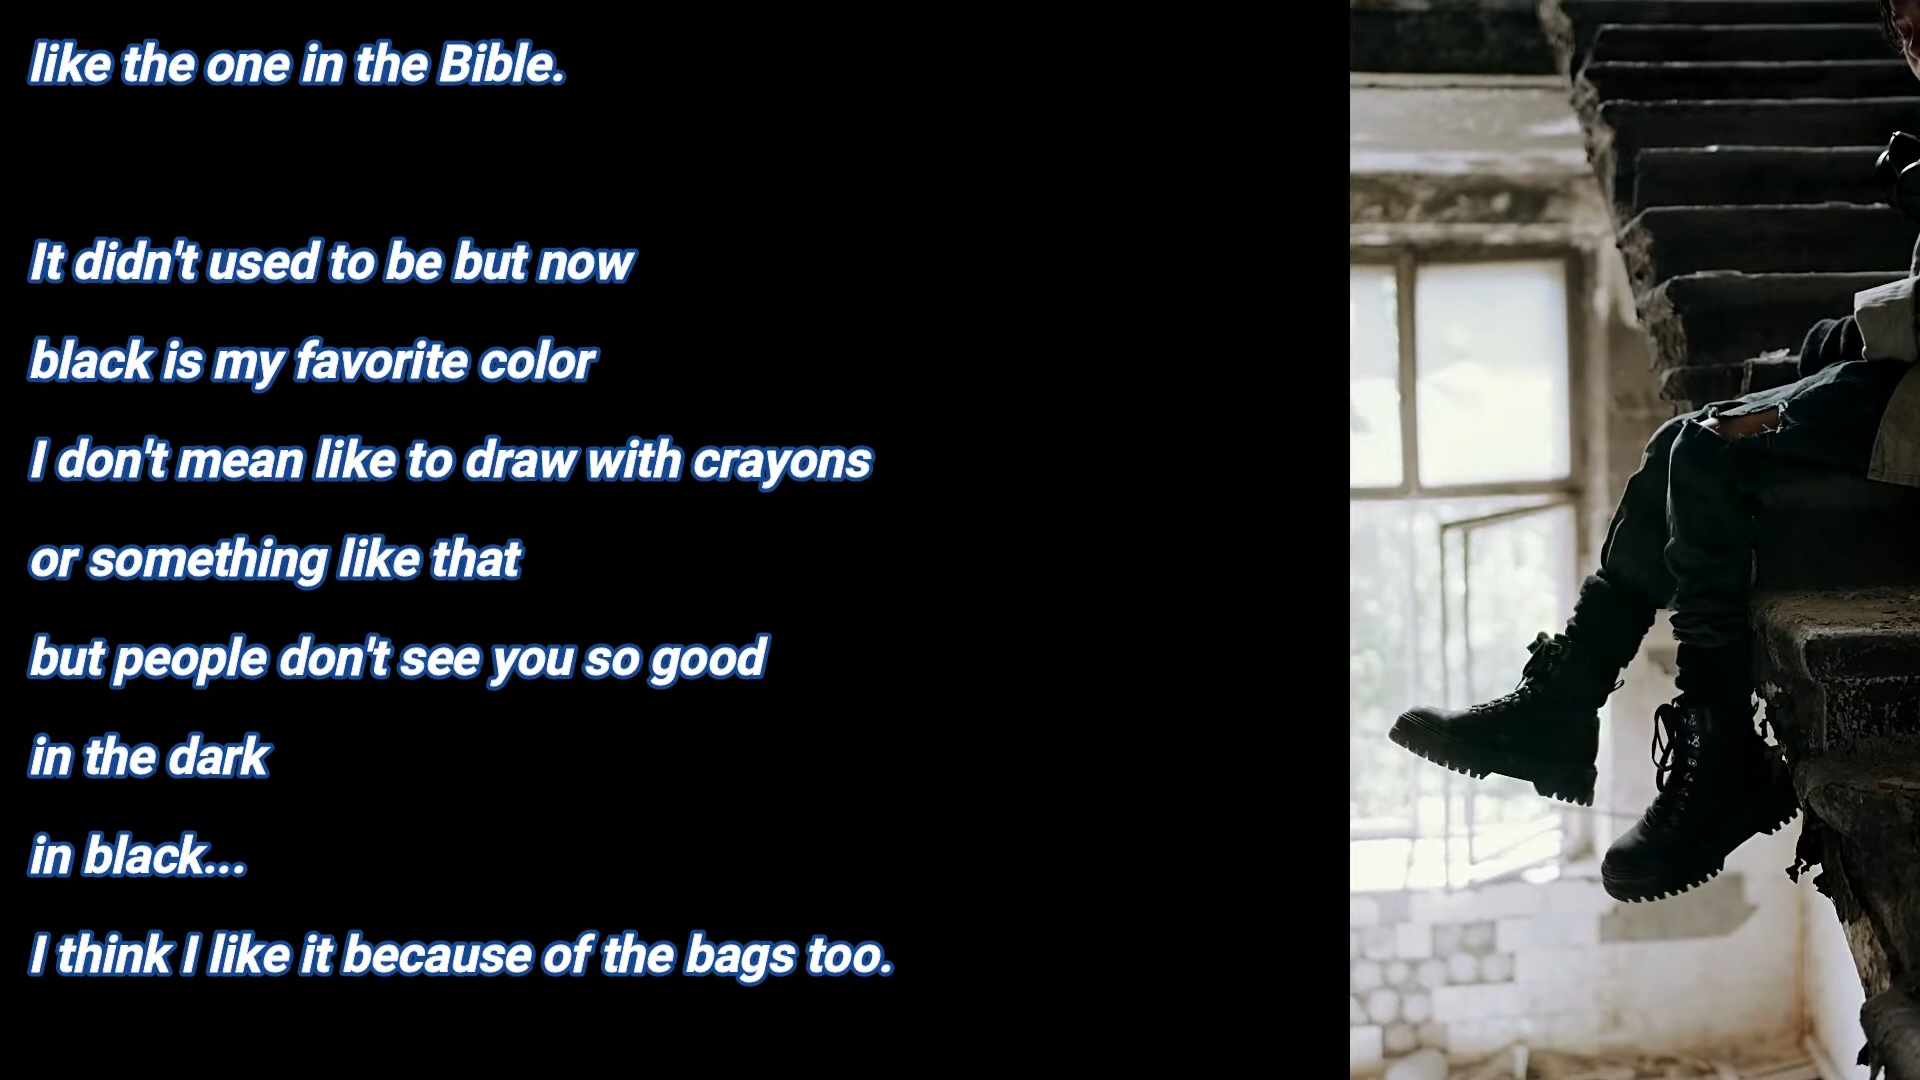 like the one in the Bible.
It didn't used to be but now
black is my favorite color
I don't mean like to draw with crayons
or something like that
but people don't see you so good
in the dark
in black...
I think I like it because of the bags too.